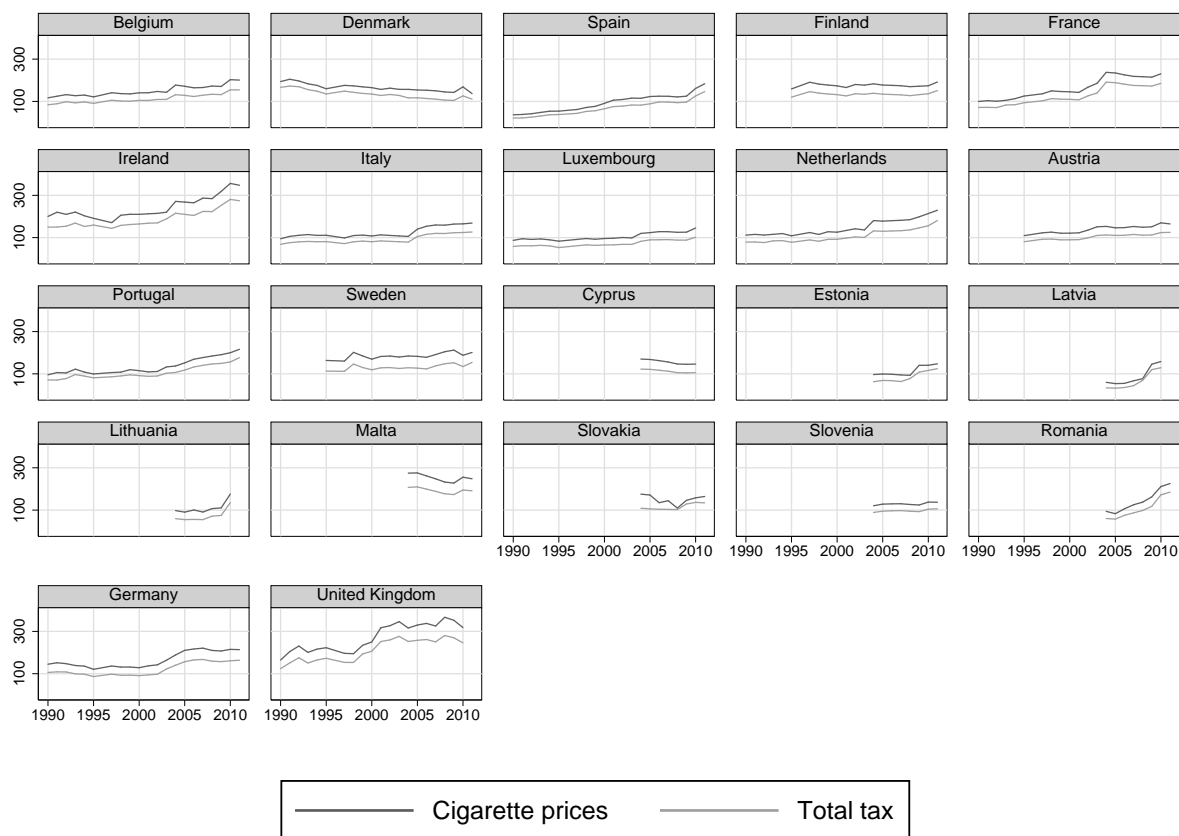 Belgium Denmark Spain Finland France
300
100
Ireland Italy Luxembourg Netherlands Austria
300
100
Portugal Sweden Cyprus Estonia Latvia
300
100
Lithuania Malta Slovakia Slovenia Romania
300
100
1990 1995 2000 2005 2010 1990 1995 2000 2005 2010 1990 1995 2000 2005 2010
Germany United Kingdom
300
100
1990 1995 2000 2005 2010 1990 1995 2000 2005 2010
Cigarette prices Total tax